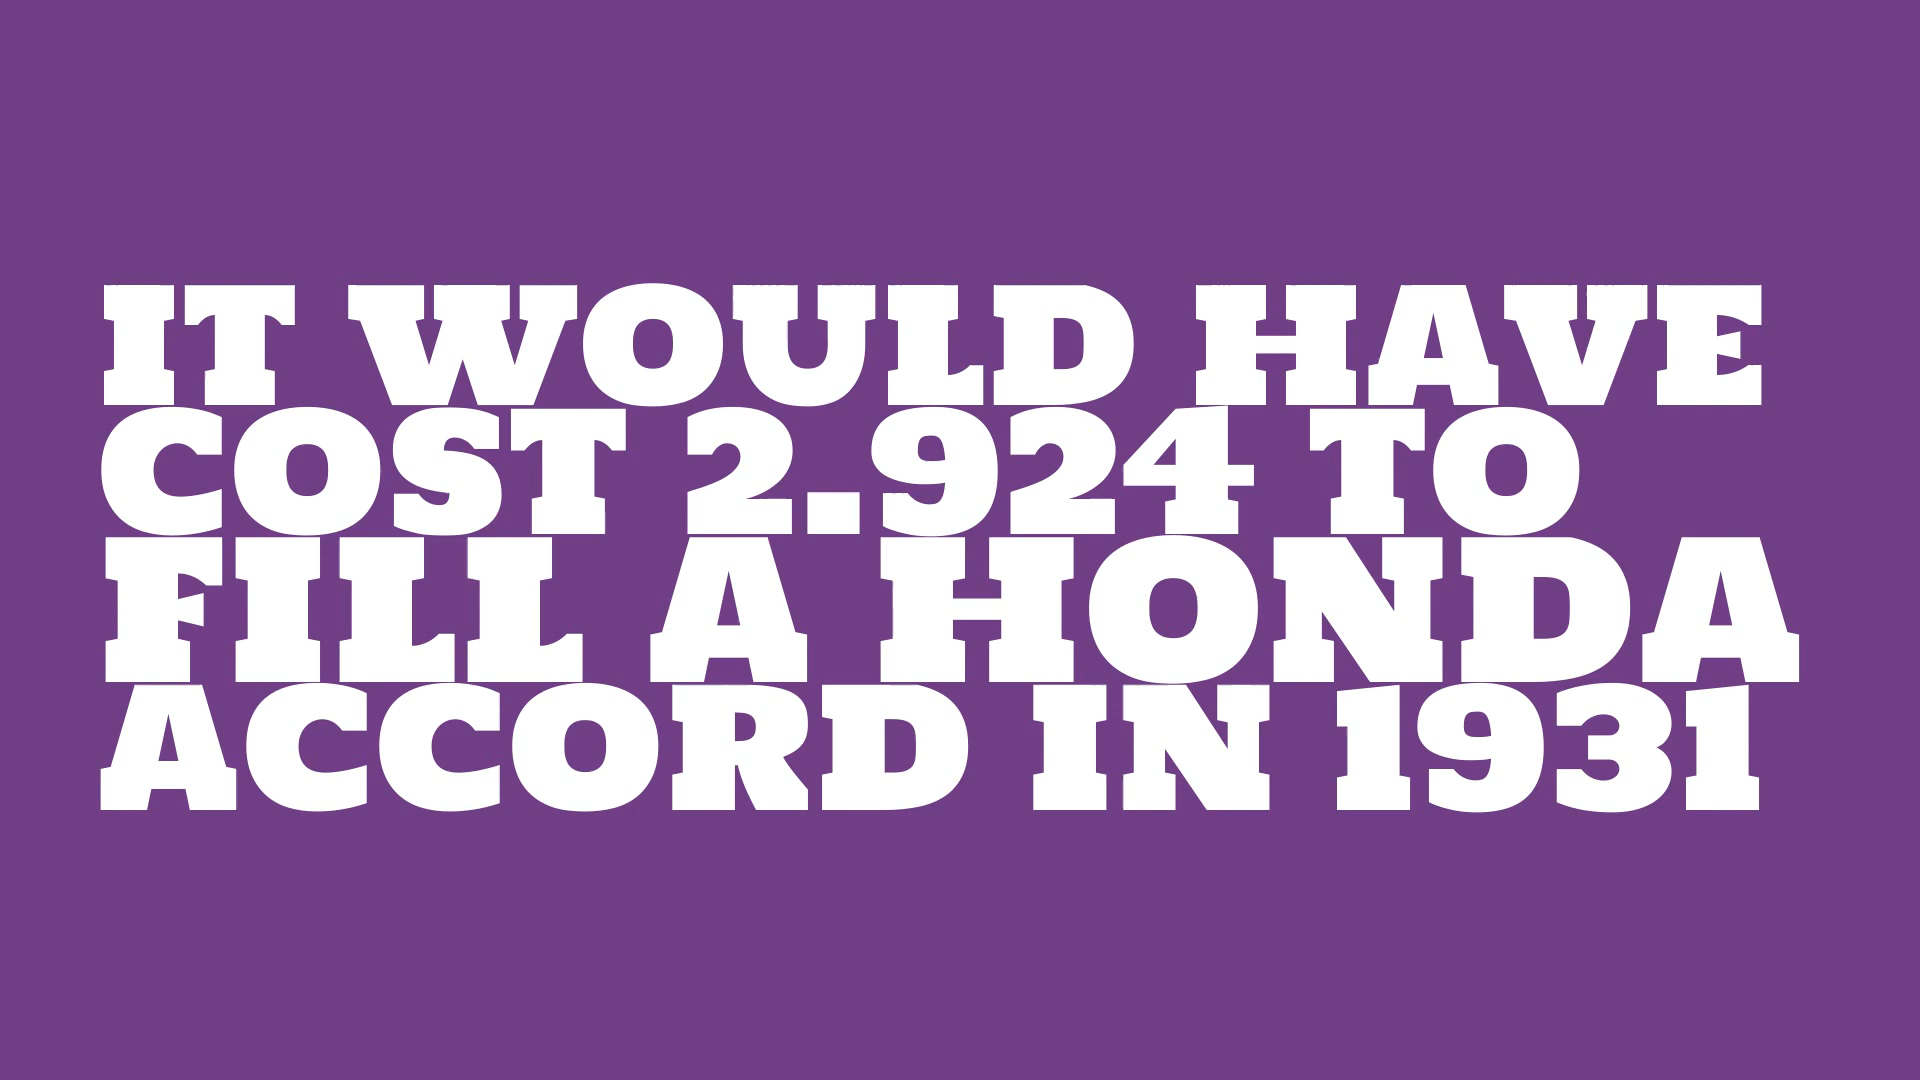 IT WOULD HAVE
COST 2.924 TO
FILL A HONDA
ACCORD IN 1931